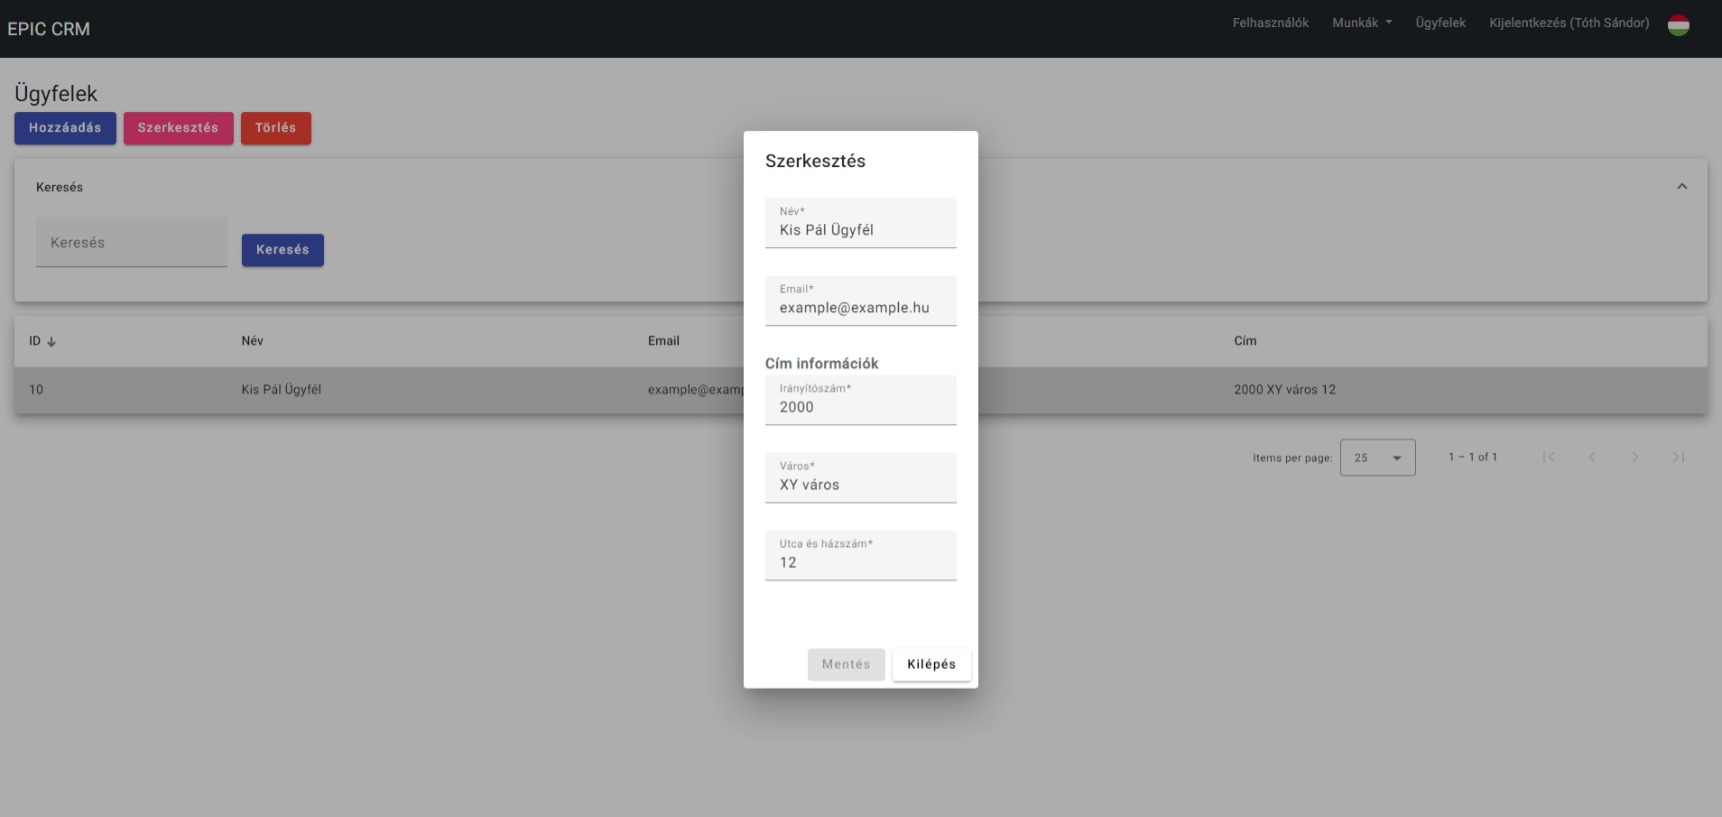 EPIC CRM
Felhasználók Munkák Ügyfelek Kijelentkezés (Tóth Sándor)
Ügyfelek
Hozzáadás Szerkesztés Törlés
Keresés
Keresés Keresés
ID Név Email Cím
10 Kis Pál Ügyfél example@examp 2000 XY város 12
Items per page: 25 1 – 1 of 1
Szerkesztés
Név*
Kis Pál Ügyfél
Email*
example@example.hu
Cím információk
Irányítószám*
2000
Város*
XY város
Utca és házszám*
12
Mentés Kilépés